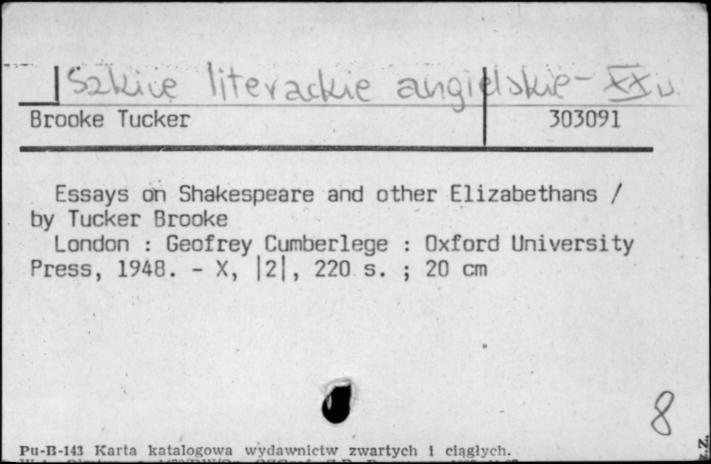 Szkice literackie angielskie - XX w.
Brooke Tucker 303091
Essays on Shakespeare and other Elizabethans /
by Tucker Brooke
London : Geofrey Cumberlege : Oxford University
Press, 1948. - X, |2|, 220 s. ; 20 cm
8
Pu-B-143 Karta katalogowa wydawnictw zwartych i ciągłych.
z.z.